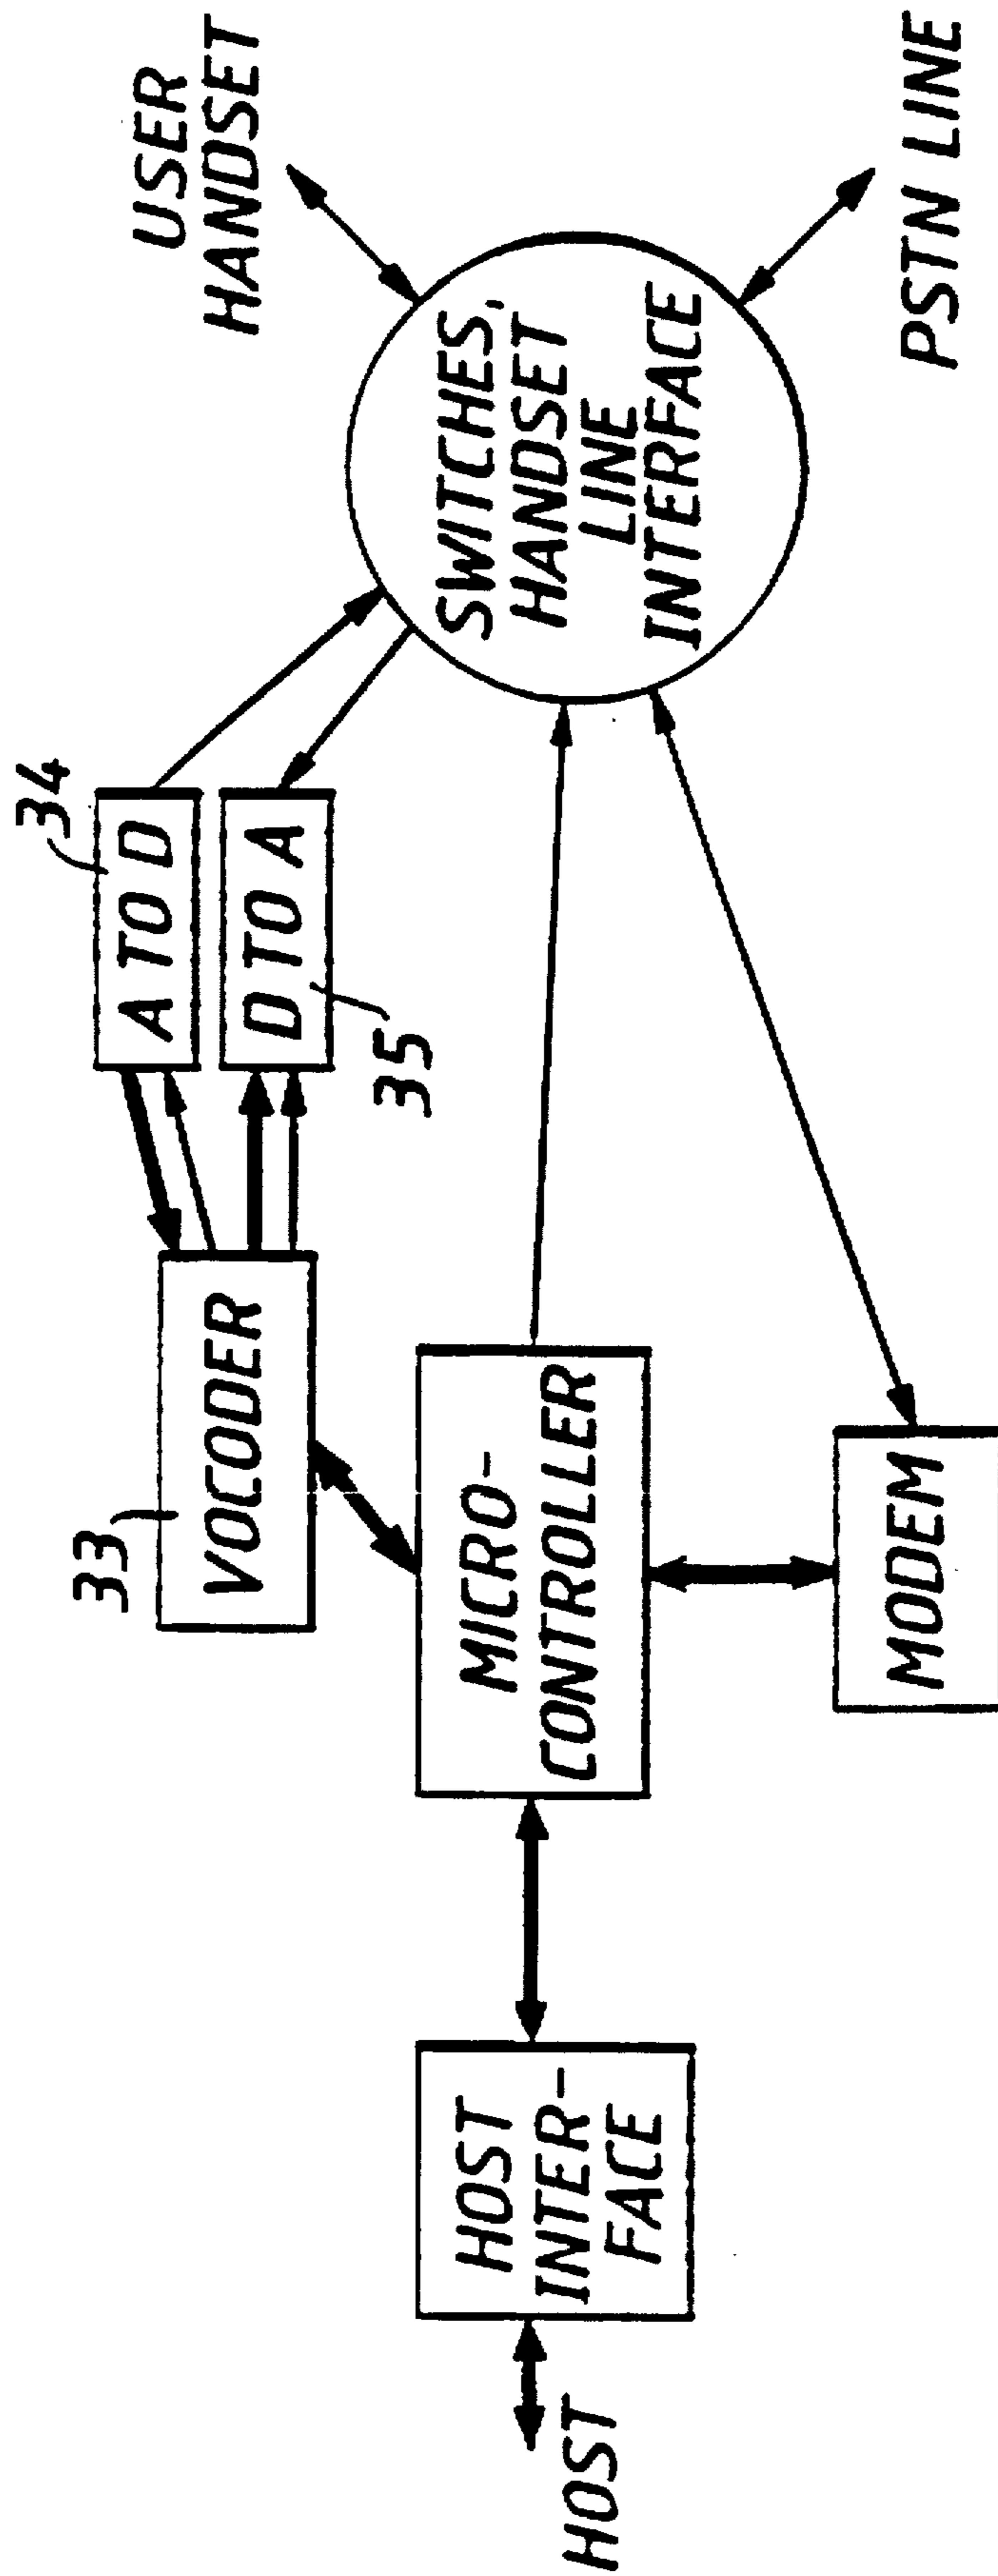 34
A TO D
USER
HANDSET
33
VOCODER
D TO A
35
SWITCHES,
HANDSET
LINE
INTERFACE
HOST
HOST
INTER-
FACE
MICRO-
CONTROLLER
MODEM
PSTN LINE